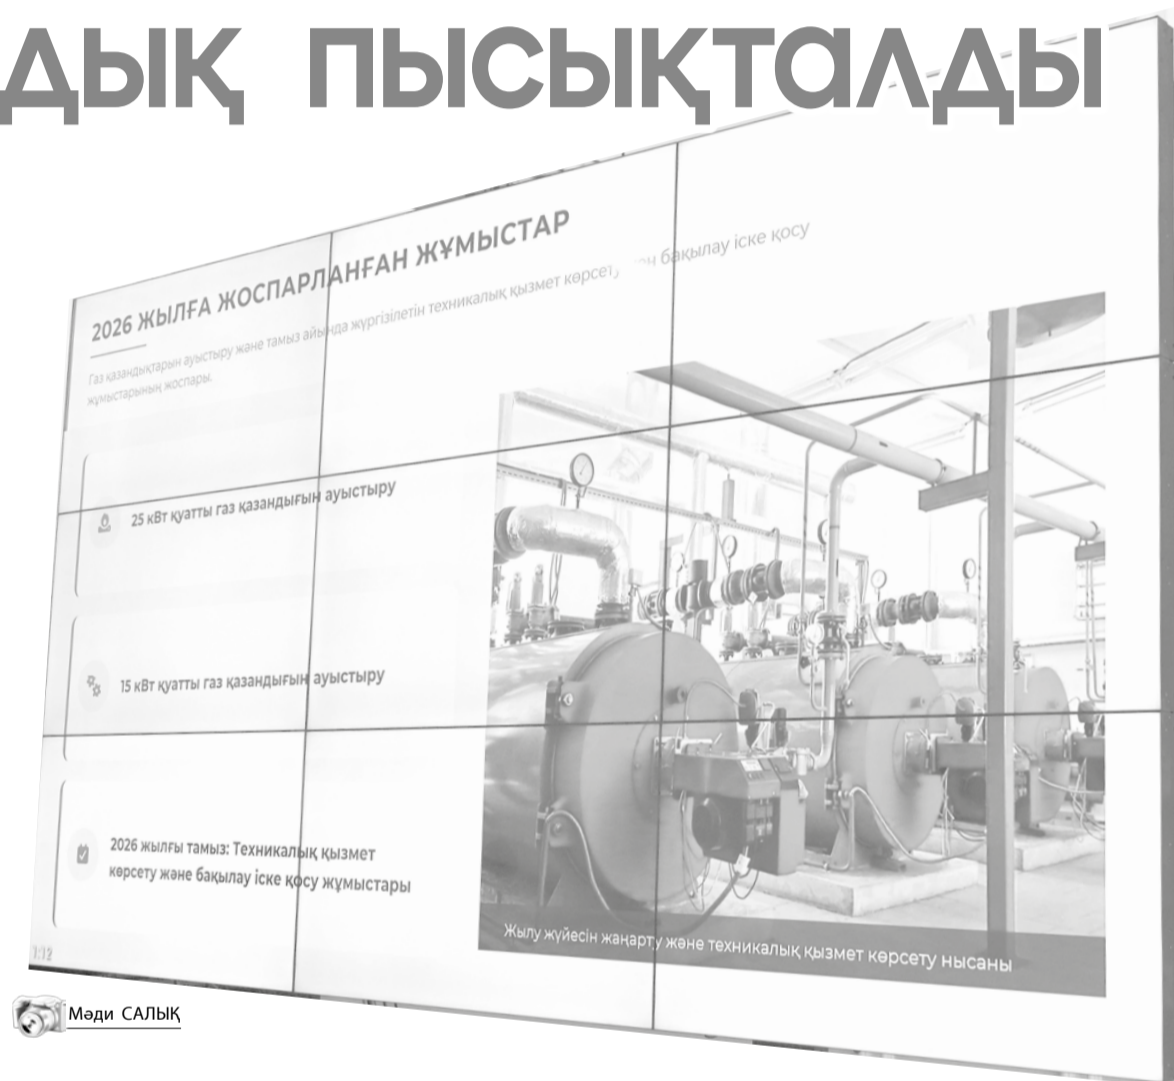 ДЫҚ ПЫСЫҚТАЛДЫ
2026 ЖЫЛҒА ЖОСПАРЛАНҒАН ЖҰМЫСТАР
Газ қазандықтарын ауыстыру және тамыз айында жүргізілетін техникалық қызмет көрсету бақылау іске қосу
жұмыстарының жоспары.
25 кВт қуатты газ қазандығын ауыстыру
15 кВт қуатты газ қазандығын ауыстыру
2026 жылғы тамыз: Техникалық қызмет
көрсету және бақылау іске қосу жұмыстары
Жылу жүйесін жаңарту және техникалық қызмет көрсету нысаны
1:12
Мәди САЛЫҚ